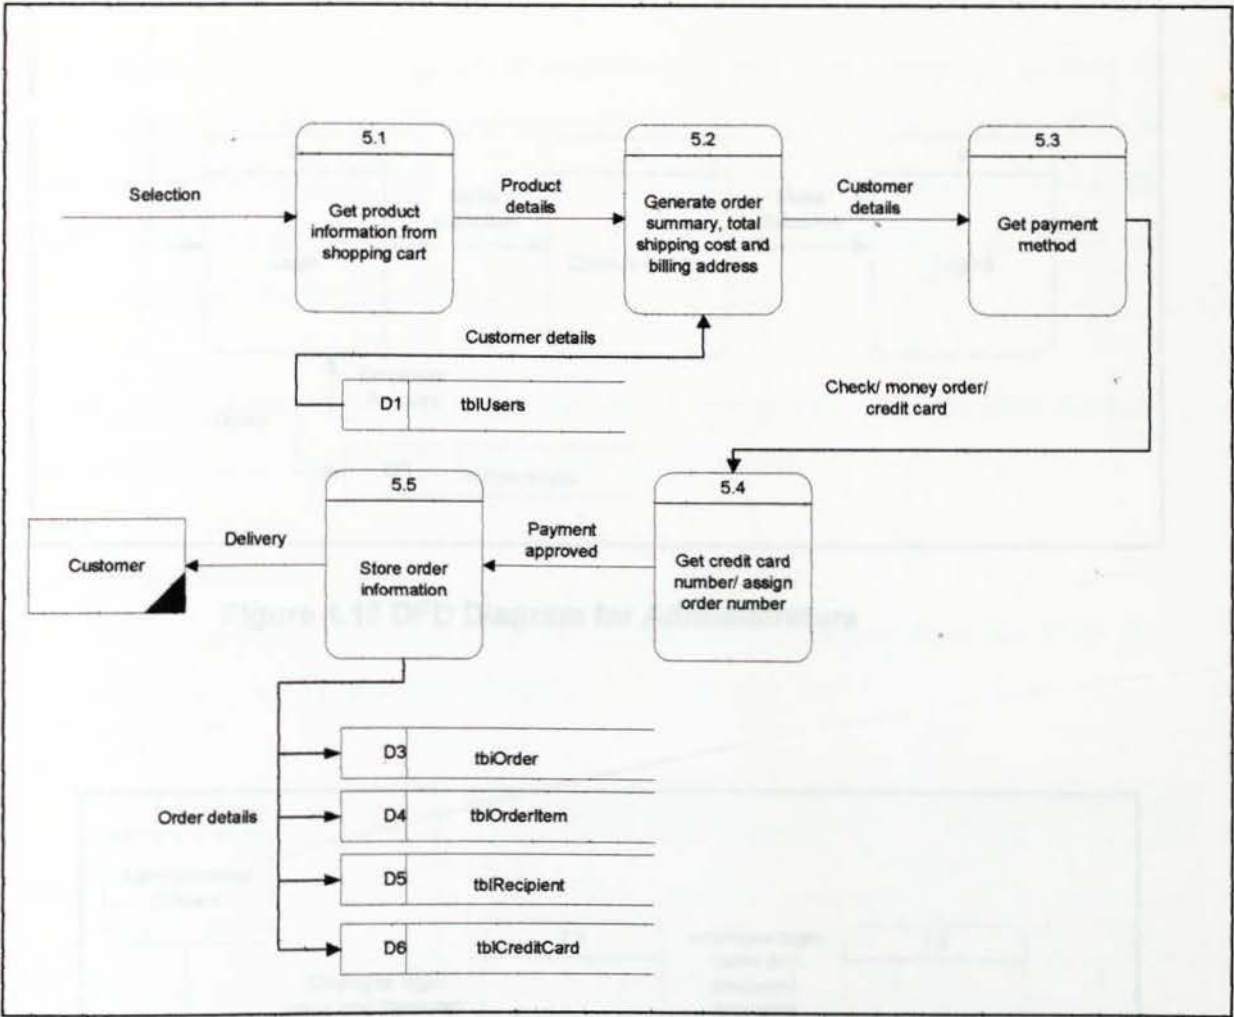 5.1
Get product
information from
shopping cart
Selection
Product
details
5.2
Generate order
summary, total
shipping cost and
billing address
Customer
details
5.3
Get payment
method
Customer details
D1 tblUsers
Check/ money order/
credit card
5.4
Get credit card
number/ assign
order number
Payment
approved
5.5
Store order
information
Delivery
Customer
Order details
D3 tblOrder
D4 tblOrderItem
D5 tblRecipient
D6 tblCreditCard
Figure 4.18 DFD Diagram for Administrators